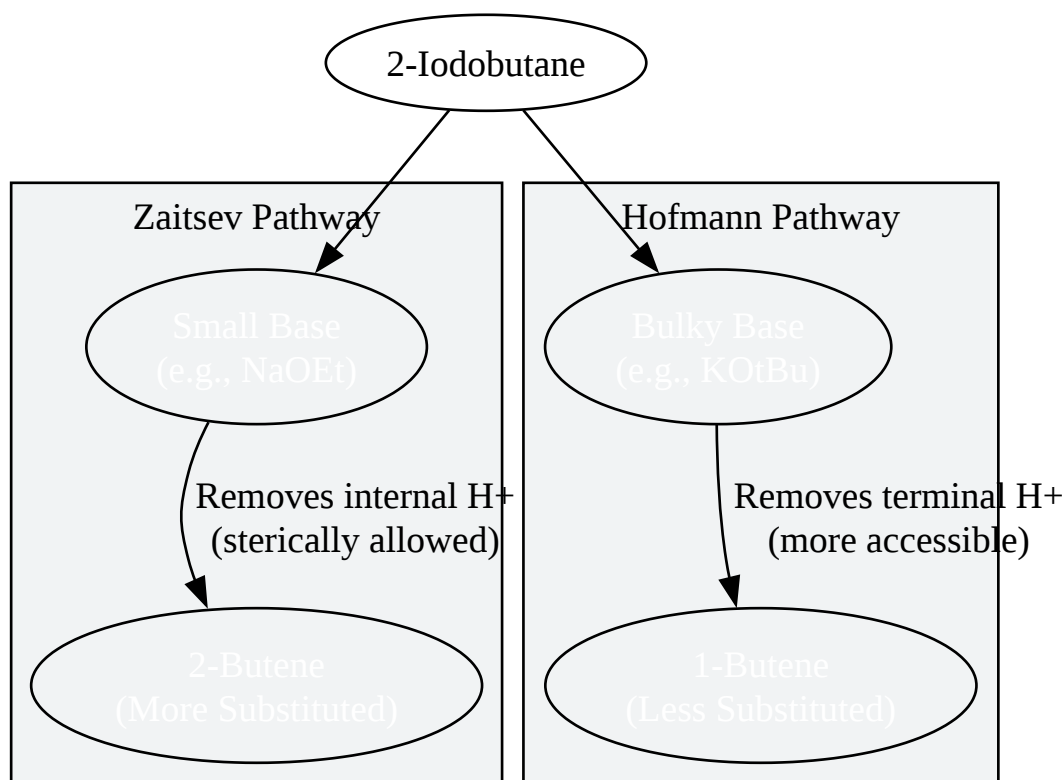 2-Iodobutane
Zaitsev Pathway
Hofmann Pathway
Small Base
(e.g., NaOEt)
Bulky Base
(e.g., KOtBu)
Removes internal H+
(sterically allowed)
Removes terminal H+
(more accessible)
2-Butene
(More Substituted)
1-Butene
(Less Substituted)